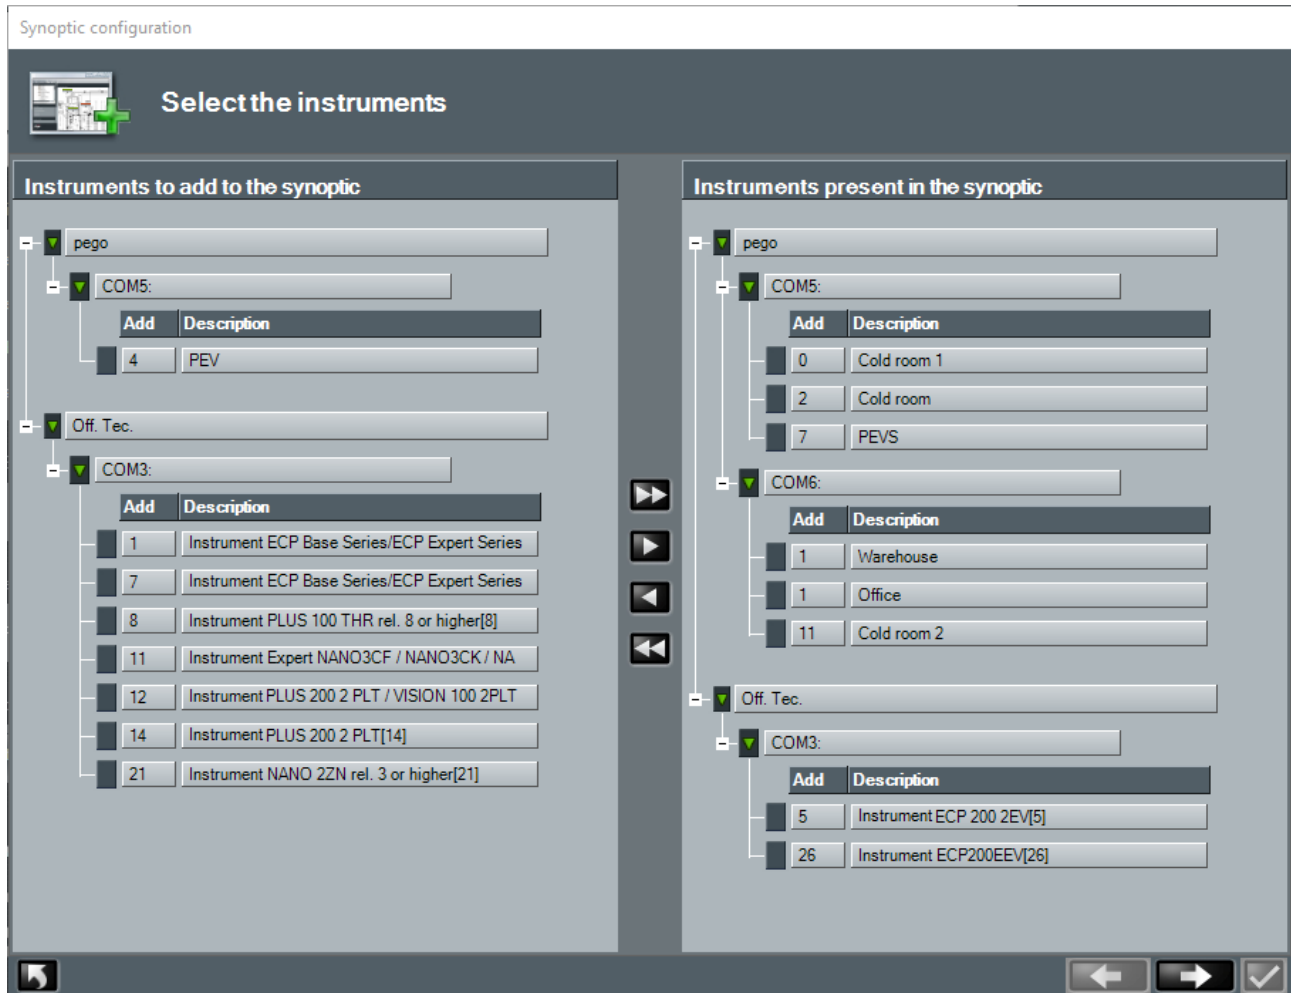 Synoptic configuration
Select the instruments
Instruments to add to the synoptic
pego
COM5:
Add Description
4 PEV
Off. Tec.
COM3:
Add Description
1 Instrument ECP Base Series/ECP Expert Series
7 Instrument ECP Base Series/ECP Expert Series
8 Instrument PLUS 100 THR rel. 8 or higher[8]
11 Instrument Expert NANO3CF / NANO3CK / NA
12 Instrument PLUS 200 2 PLT / VISION 100 2PLT
14 Instrument PLUS 200 2 PLT[14]
21 Instrument NANO 2ZN rel. 3 or higher[21]
Instruments present in the synoptic
pego
COM5:
Add Description
0 Cold room 1
2 Cold room
7 PEVS
COM6:
Add Description
1 Warehouse
1 Office
11 Cold room 2
Off. Tec.
COM3:
Add Description
5 Instrument ECP 200 2EV[5]
26 Instrument ECP200EEV[26]